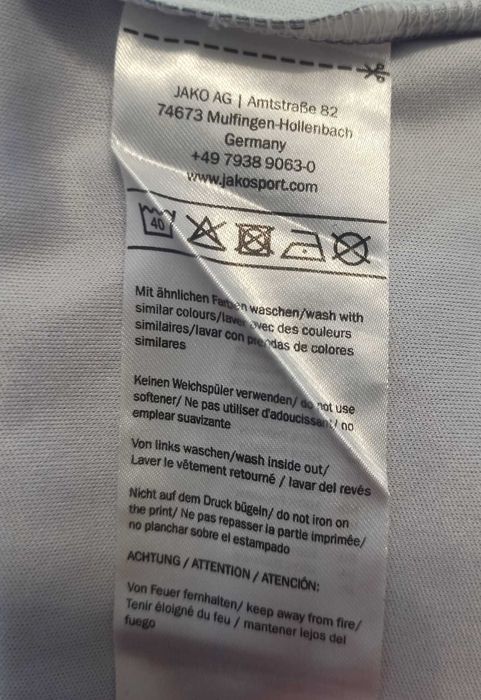 JAKO AG | Amtstraße 82
74673 Mulfingen-Hollenbach
Germany
+49 7938 9063-0
www.jakosport.com
40
Mit ähnlichen Farben waschen/wash with
similar colours/laver avec des couleurs
similaires/lavar con prendas de colores
similares
Keinen Weichspüler verwenden/ do not use
softener/ Ne pas utiliser d'adoucissant/ no
emplear suavizante
Von links waschen/wash inside out/
Laver le vêtement retourné / lavar del revés
Nicht auf dem Druck bügeln/ do not iron on
the print/ Ne pas repasser la partie imprimée/
no planchar sobre el estampado
ACHTUNG / ATTENTION / ATENCIÓN:
Von Feuer fernhalten/ keep away from fire/
Tenir éloigné du feu / mantener lejos del
fuego